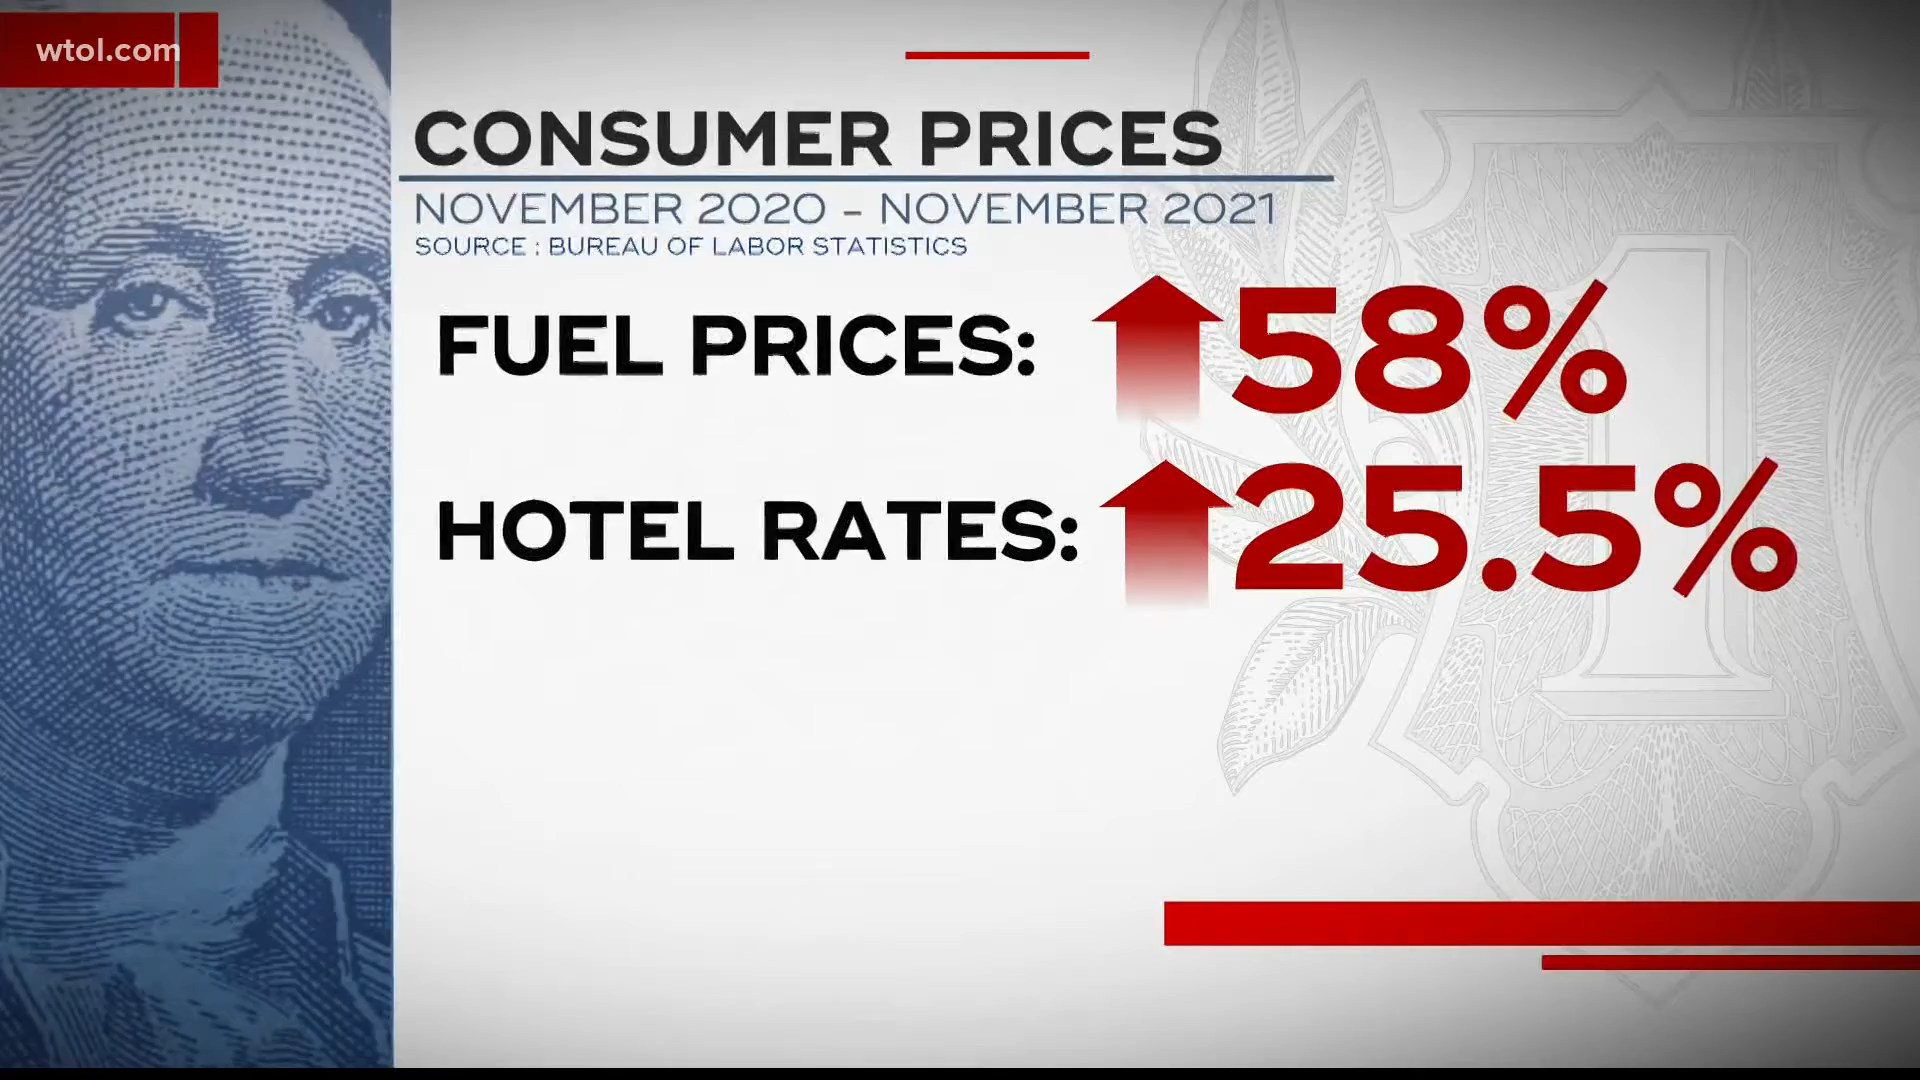 wtol.com
CONSUMER PRICES
NOVEMBER 2020 - NOVEMBER 2021
SOURCE : BUREAU OF LABOR STATISTICS
FUEL PRICES: 58%
HOTEL RATES: 25.5%
1